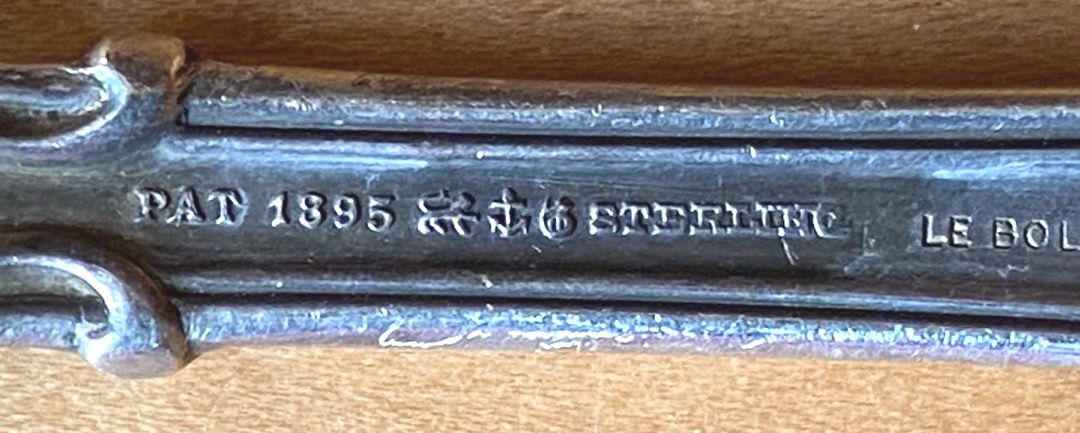 PAT 1895 STERLING LE BOL